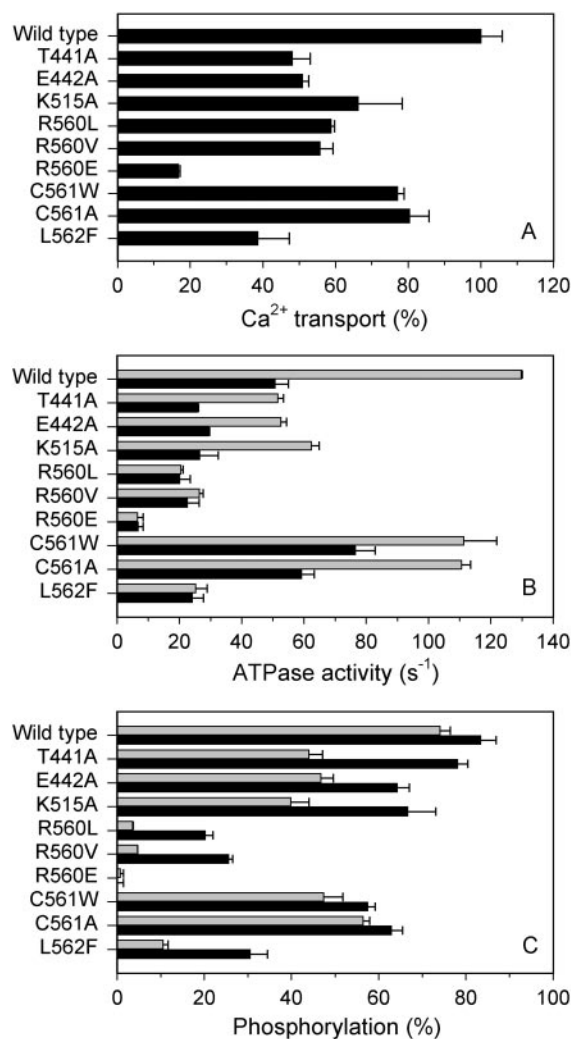 Wild type
T441A
E442A
K515A
R560L
R560V
R560E
C561W
C561A
L562F
A
0 20 40 60 80 100 120
Ca²⁺ transport (%)
Wild type
T441A
E442A
K515A
R560L
R560V
R560E
C561W
C561A
L562F
B
0 20 40 60 80 100 120 140
ATPase activity (s⁻¹)
Wild type
T441A
E442A
K515A
R560L
R560V
R560E
C561W
C561A
L562F
C
0 20 40 60 80 100
Phosphorylation (%)